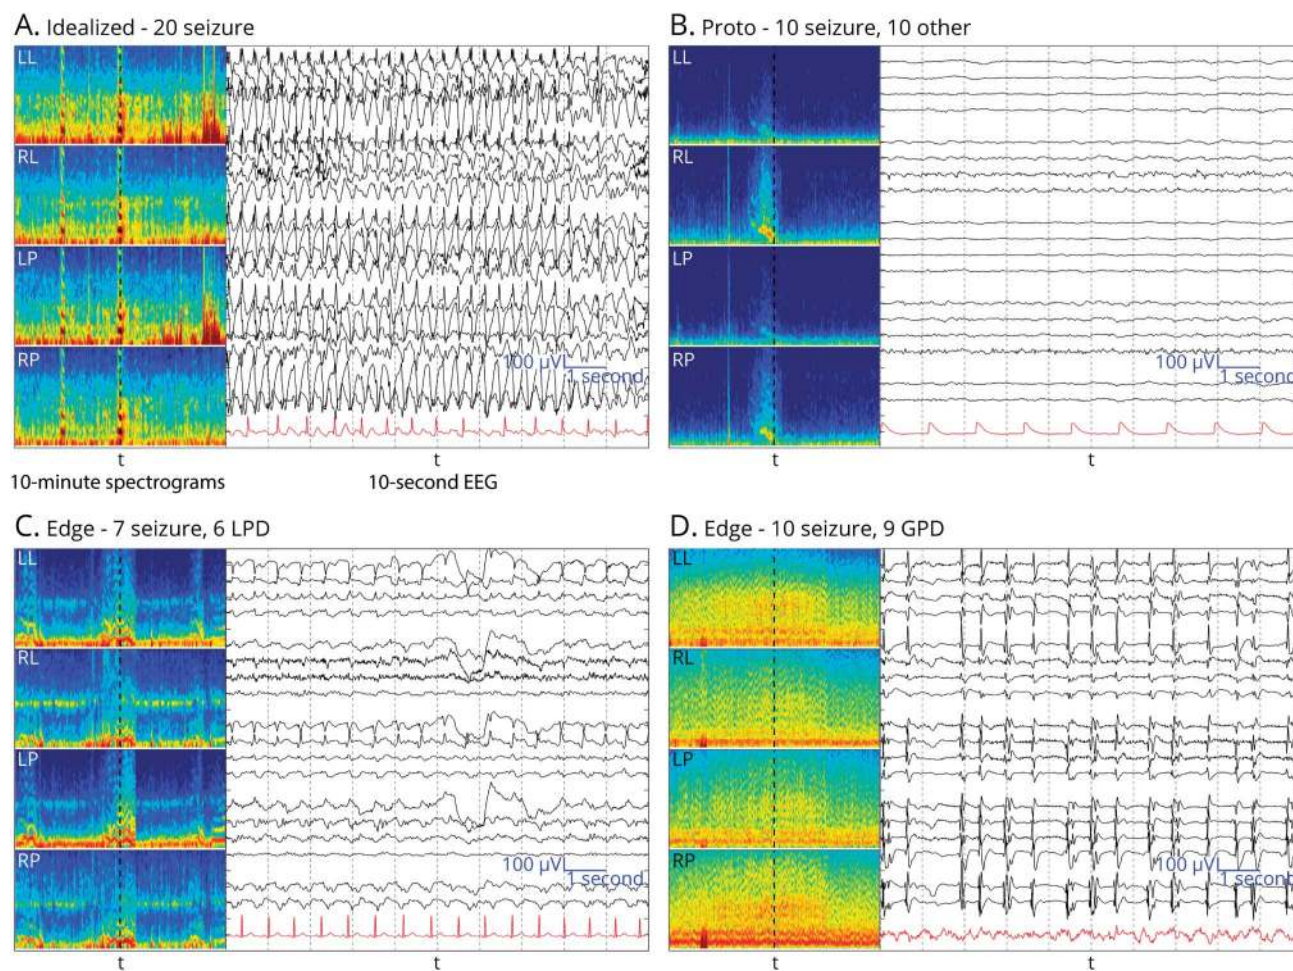 A. Idealized - 20 seizure
LL
RL
LP
RP
100 µV
1 second
t
t
10-minute spectrograms
10-second EEG
B. Proto - 10 seizure, 10 other
LL
RL
LP
RP
100 µV
1 second
t
t
C. Edge - 7 seizure, 6 LPD
LL
RL
LP
RP
100 µV
1 second
t
t
D. Edge - 10 seizure, 9 GPD
LL
RL
LP
RP
100 µV
1 second
t
t